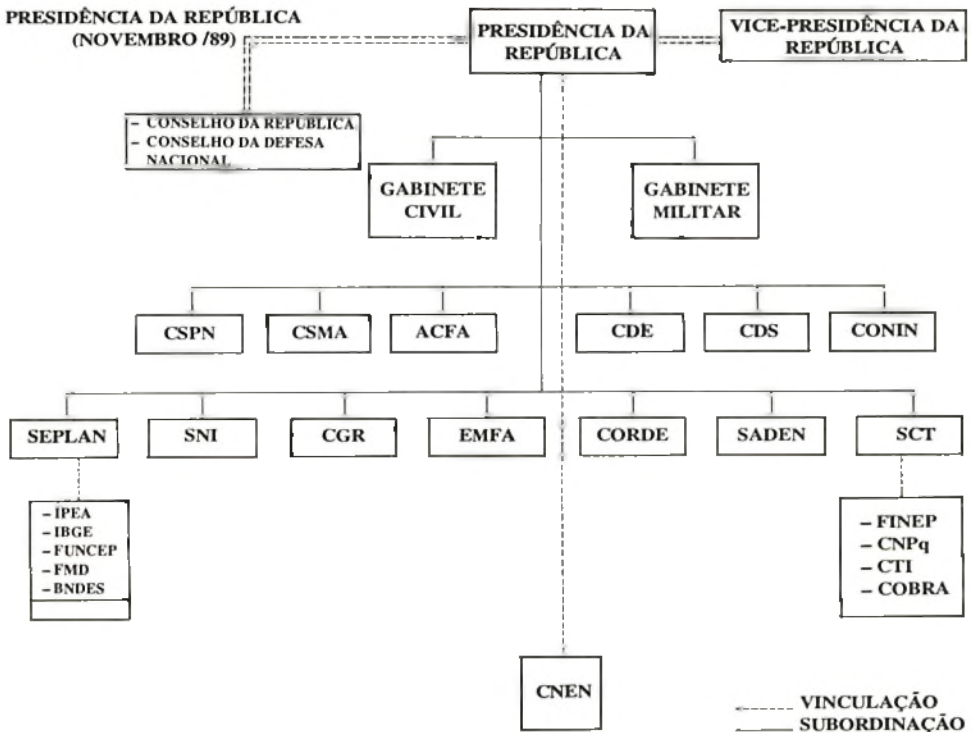 PRESIDÊNCIA DA REPÚBLICA
(NOVEMBRO /89)
PRESIDÊNCIA DA
REPÚBLICA
VICE-PRESIDÊNCIA DA
REPÚBLICA
– CONSELHO DA REPÚBLICA
– CONSELHO DA DEFESA
NACIONAL
GABINETE
CIVIL
GABINETE
MILITAR
CSPN
CSMA
ACFA
CDE
CDS
CONIN
SEPLAN
SNI
CGR
EMFA
CORDE
SADEN
SCT
– IPEA
– IBGE
– FUNCEP
– FMD
– BNDES
– FINEP
– CNPq
– CTI
– COBRA
CNEN
VINCULAÇÃO
SUBORDINAÇÃO